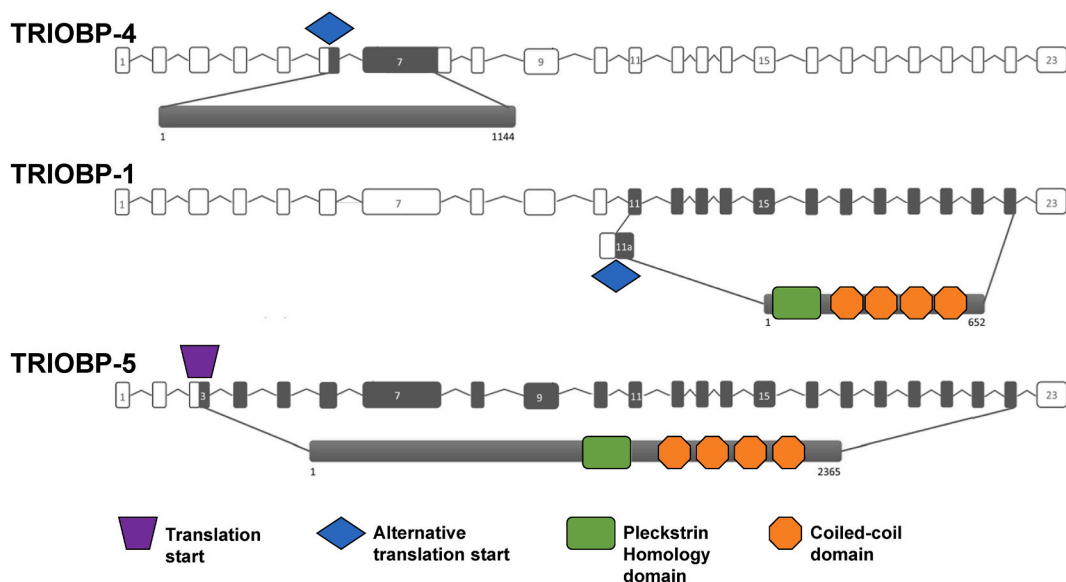 TRIOBP-4
1 7 9 11 15 23
1 1144
TRIOBP-1
1 7 11 15 23
11a
1 652
TRIOBP-5
1 3 7 9 11 15 23
1 2365
Translation
start
Alternative
translation start
Pleckstrin
Homology
domain
Coiled-coil
domain